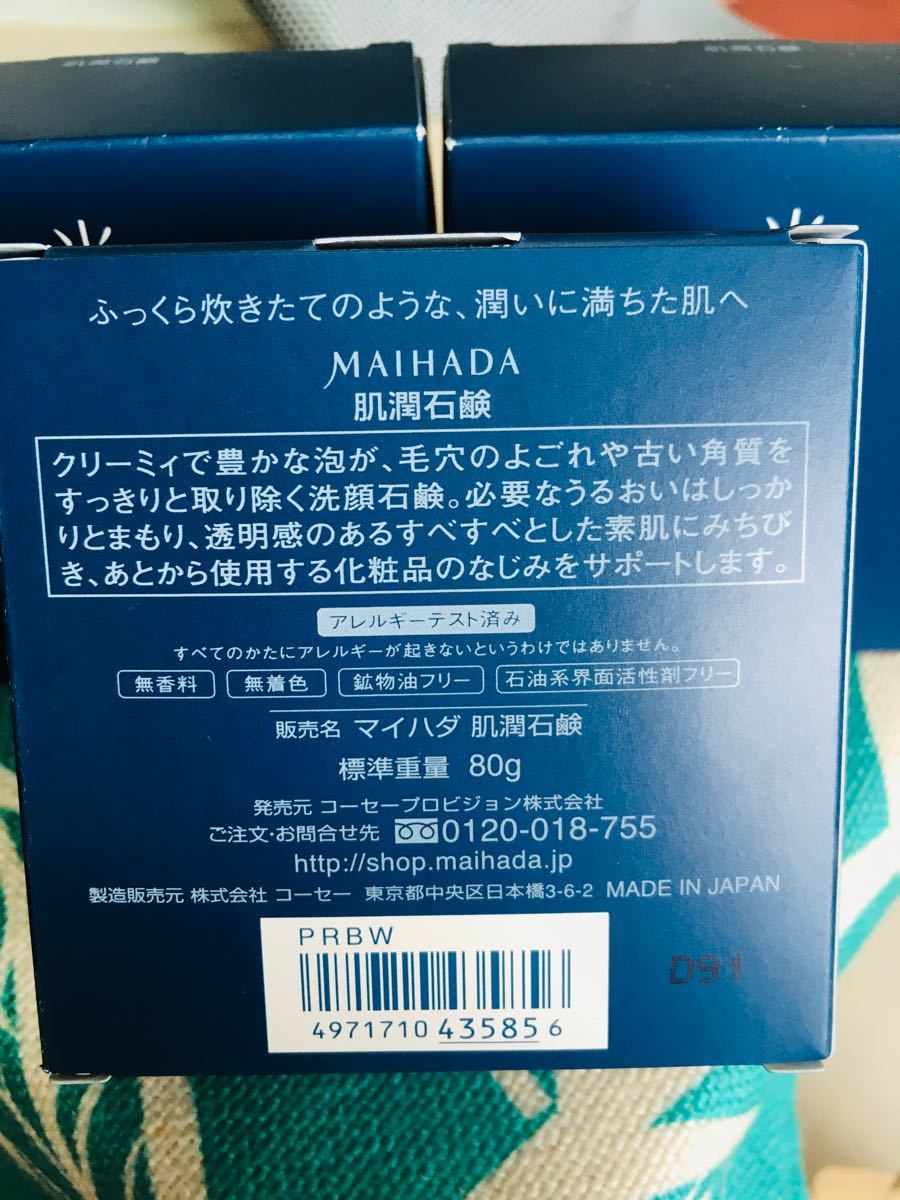 ふっくら炊きたてのような、潤いに満ちた肌へ
MAIHADA
肌潤石鹸
クリーミィで豊かな泡が、毛穴のよごれや古い角質を
すっきりと取り除く洗顔石鹸。必要なうるおいはしっか
りとまもり、透明感のあるすべすべとした素肌にみちび
き、あとから使用する化粧品のなじみをサポートします。
アレルギーテスト済み
すべてのかたにアレルギーが起きないというわけではありません。
無香料 無着色 鉱物油フリー 石油系界面活性剤フリー
販売名 マイハダ 肌潤石鹸
標準重量 80g
発売元 コーセープロビジョン株式会社
ご注文・お問合せ先 0120-018-755
http://shop.maihada.jp
製造販売元 株式会社 コーセー 東京都中央区日本橋3-6-2 MADE IN JAPAN
PRBW
D91
4971710 435856